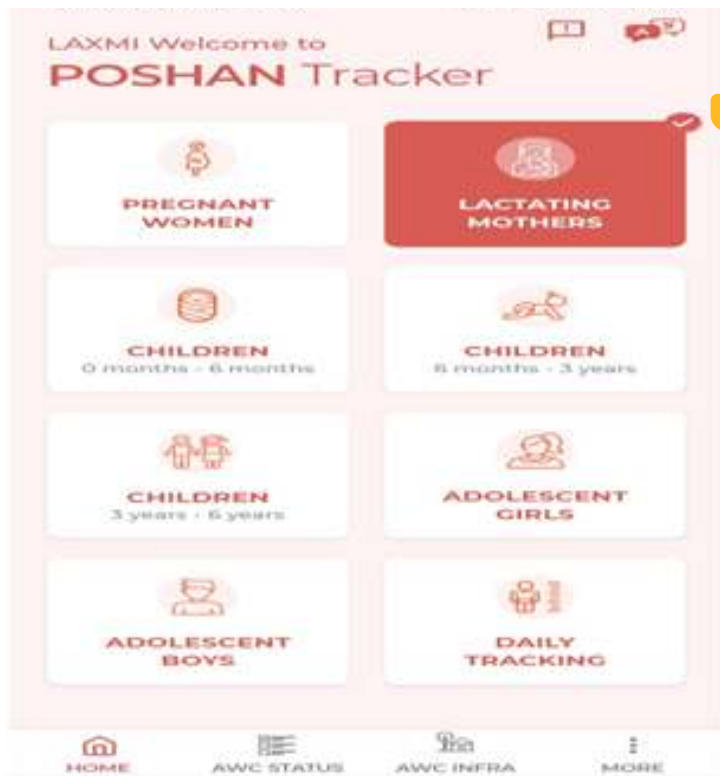 LAXMI Welcome to
POSHAN Tracker
PREGNANT
WOMEN
LACTATING
MOTHERS
CHILDREN
0 months - 6 months
CHILDREN
6 months - 3 years
CHILDREN
3 years - 6 years
ADOLESCENT
GIRLS
ADOLESCENT
BOYS
DAILY
TRACKING
HOME
AWC STATUS
AWC INFRA
MORE